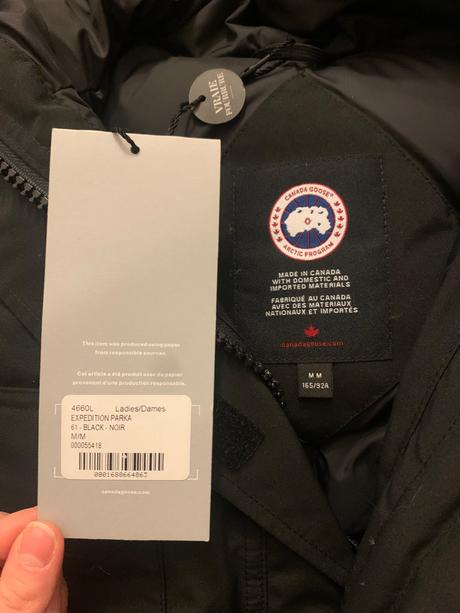 VRAIE
FOURRURE
CANADA GOOSE®
ARCTIC PROGRAM
MADE IN CANADA
WITH DOMESTIC AND
IMPORTED MATERIALS
FABRIQUÉ AU CANADA
AVEC DES MATERIAUX
NATIONAUX ET IMPORTÉS
canadagoose.com
M M
165/92A
This item was produced using paper
from responsible sources.
Cet article a été produit avec du papier
provenant d'une production responsable.
4660L Ladies/Dames
EXPEDITION PARKA
61 - BLACK - NOIR
M/M
000055418
0801688664863
canadagoose.com